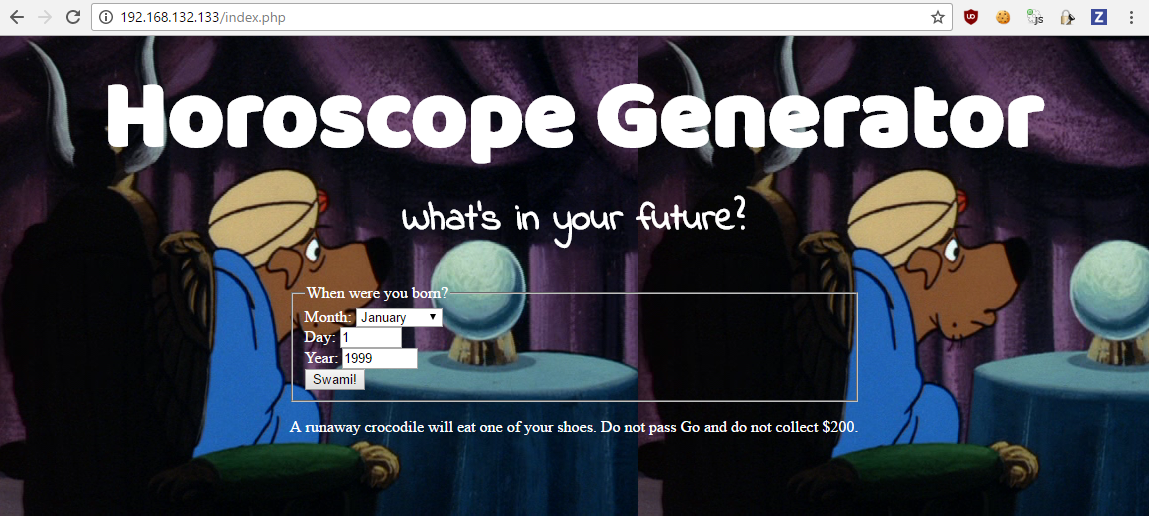 192.168.132.133/index.php
Horoscope Generator
what's in your future?
When were you born?
Month: January
Day: 1
Year: 1999
Swami!
A runaway crocodile will eat one of your shoes. Do not pass Go and do not collect $200.